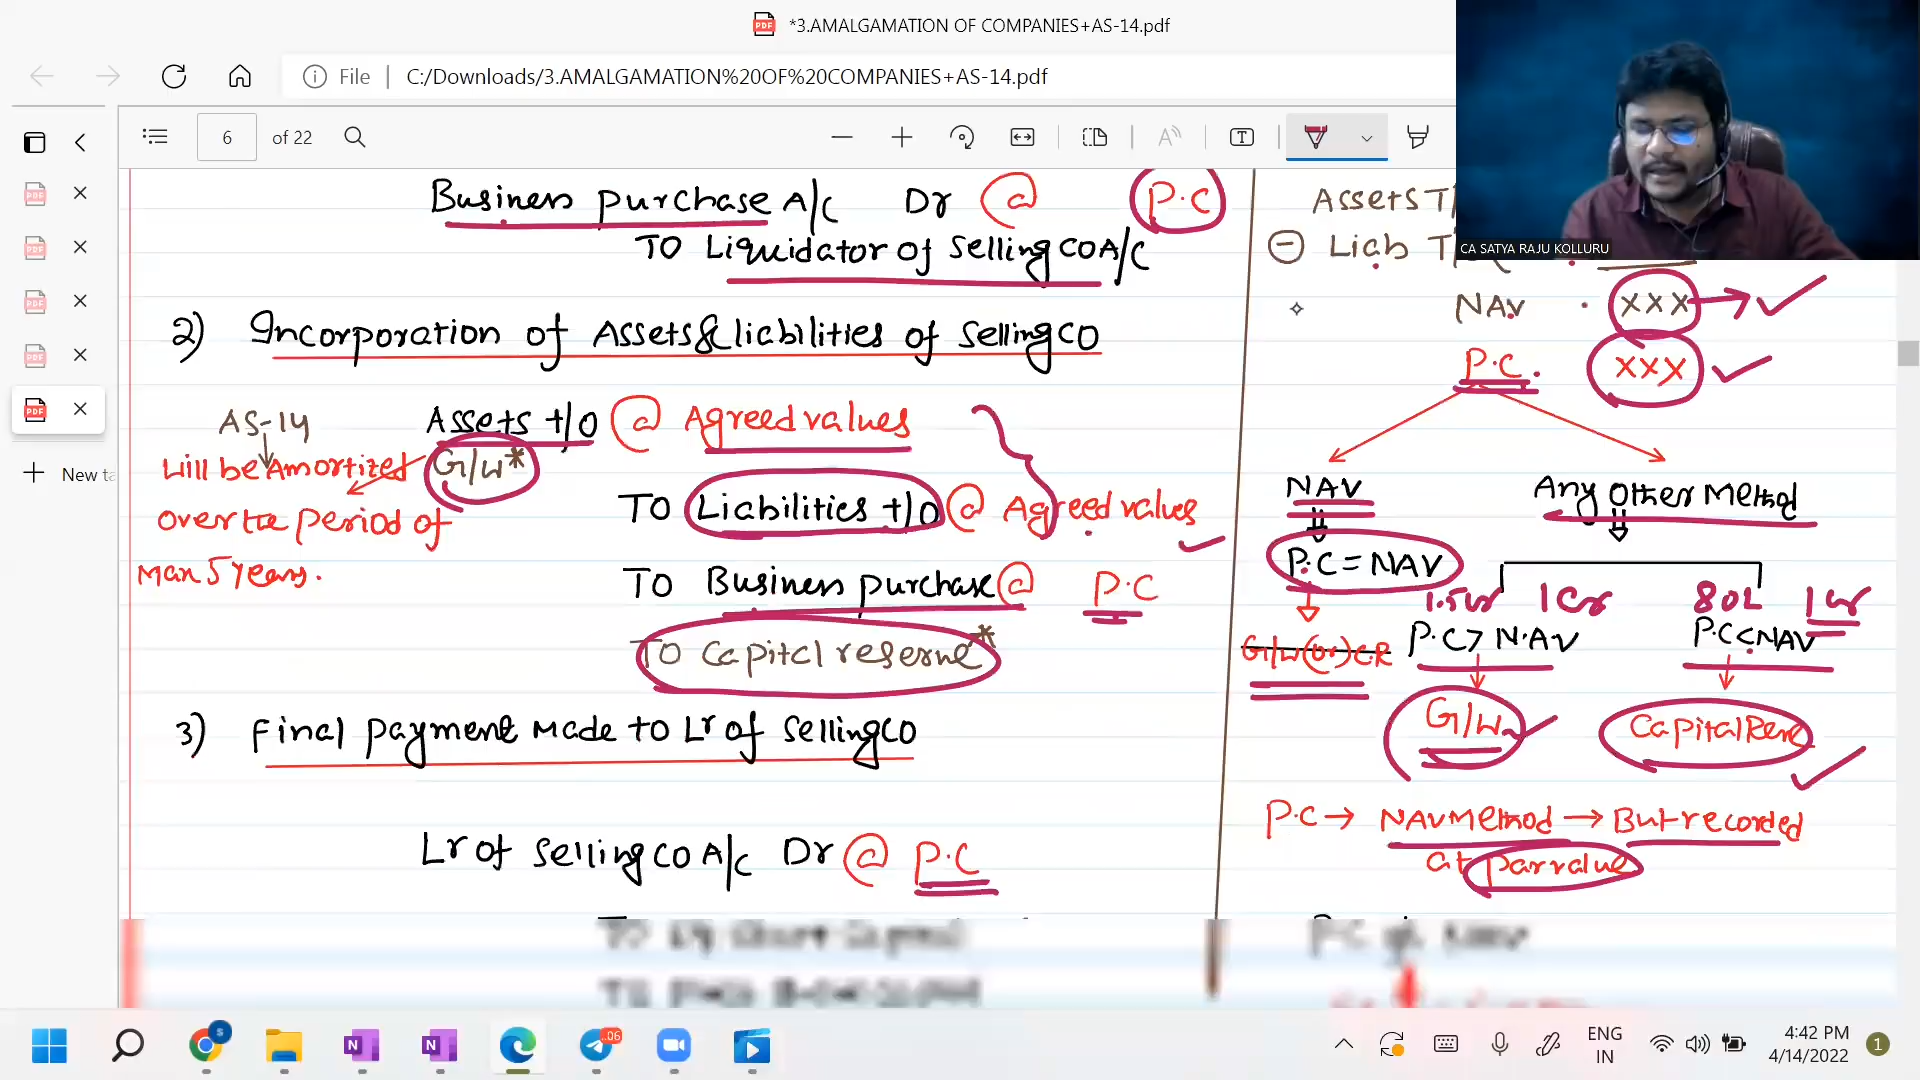 *3.AMALGAMATION OF COMPANIES+AS-14.pdf
File C:/Downloads/3.AMALGAMATION%20OF%20COMPANIES+AS-14.pdf
6 of 22
New ta
CA SATYA RAJU KOLLURU
Business purchase A/c Dr @ P.C
TO Liquidator of Selling CO A/c
2) Incorporation of Assets & liabilities of Selling CO
AS-14
Will be Amortized
over the period of
Max 5 years.
Assets t/o @ Agreed values
G/W*
TO Liabilities t/o @ Agreed values
TO Business purchase @ P.C
TO Capital reserve*
3) Final payment Made to Lr of Selling CO
Lr of Selling CO A/c Dr @ P.C
Assets T/
⊖ Liab T/
NAV XXX
P.C. XXX
NAV
Any Other Method
P.C = NAV
G/W (or) C.R
1.5Cr 1Cr
80L 1Cr
P.C > N.AV
P.C < NAV
G/W
Capital Rese
P.C → NAV Method → But recorded
at par value
ENG
IN
4:42 PM
4/14/2022
1